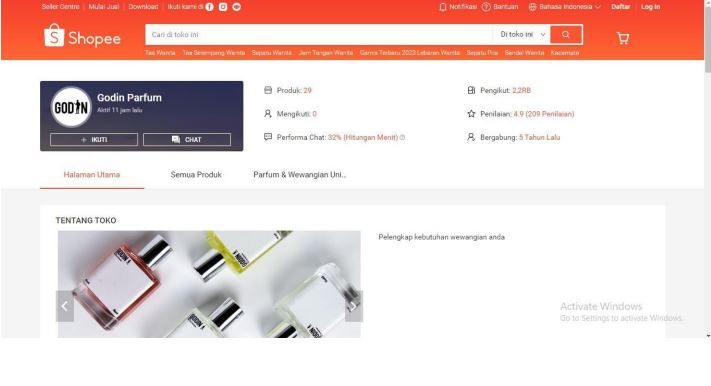 Seller Centre | Mulai Jual | Download | Ikuti kami di
Notifikasi Bantuan Bahasa Indonesia Daftar | Log In
Shopee
Cari di toko ini
Di toko ini
Tas Wanita Tas Selempang Wanita Sepatu Wanita Jam Tangan Wanita Gamis Terbaru 2023 Lebaran Wanita Sepatu Pria Sandal Wanita Kacamata
GODIN
Godin Parfum
Aktif 11 jam lalu
+ IKUTI
CHAT
Produk: 29
Pengikut: 2,2RB
Mengikuti: 0
Penilaian: 4.9 (209 Penilaian)
Performa Chat: 32% (Hitungan Menit)
Bergabung: 5 Tahun Lalu
Halaman Utama
Semua Produk
Parfum & Wewangian Uni...
TENTANG TOKO
Pelengkap kebutuhan wewangian anda
Activate Windows
Go to Settings to activate Windows.